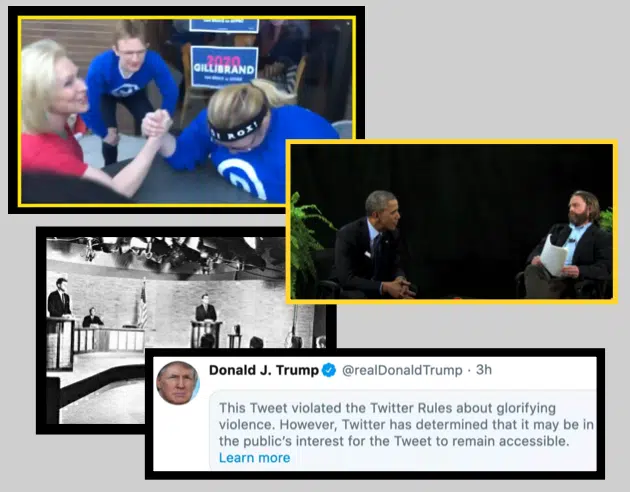 2020
GILLIBRAND
Donald J. Trump @realDonaldTrump · 3h
This Tweet violated the Twitter Rules about glorifying
violence. However, Twitter has determined that it may be in
the public's interest for the Tweet to remain accessible.
Learn more